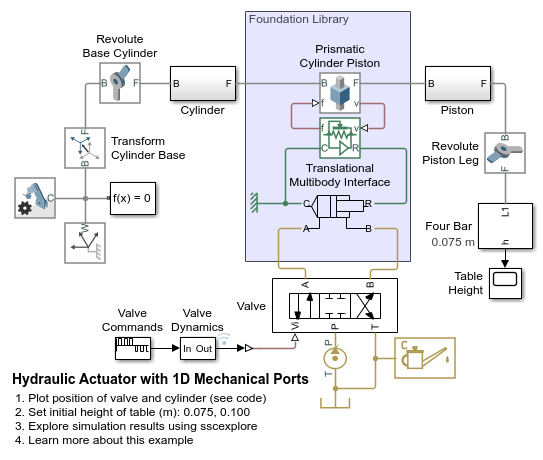 Foundation Library
Revolute
Base Cylinder
Prismatic
Cylinder Piston
B
F
B
F
B
F
B
F
f
v
Cylinder
Piston
f
v
C
R
F
Transform
Cylinder Base
B
Translational
Multibody Interface
B
Revolute
Piston Leg
F
C
f(x) = 0
W
C
R
A
B
L1
Four Bar
0.075 m
h
Table
Height
A
B
Valve
Vi
P
T
Valve
Commands
Valve
Dynamics
In Out
P
T
C
Hydraulic Actuator with 1D Mechanical Ports
1. Plot position of valve and cylinder (see code)
2. Set initial height of table (m): 0.075, 0.100
3. Explore simulation results using sscexplore
4. Learn more about this example